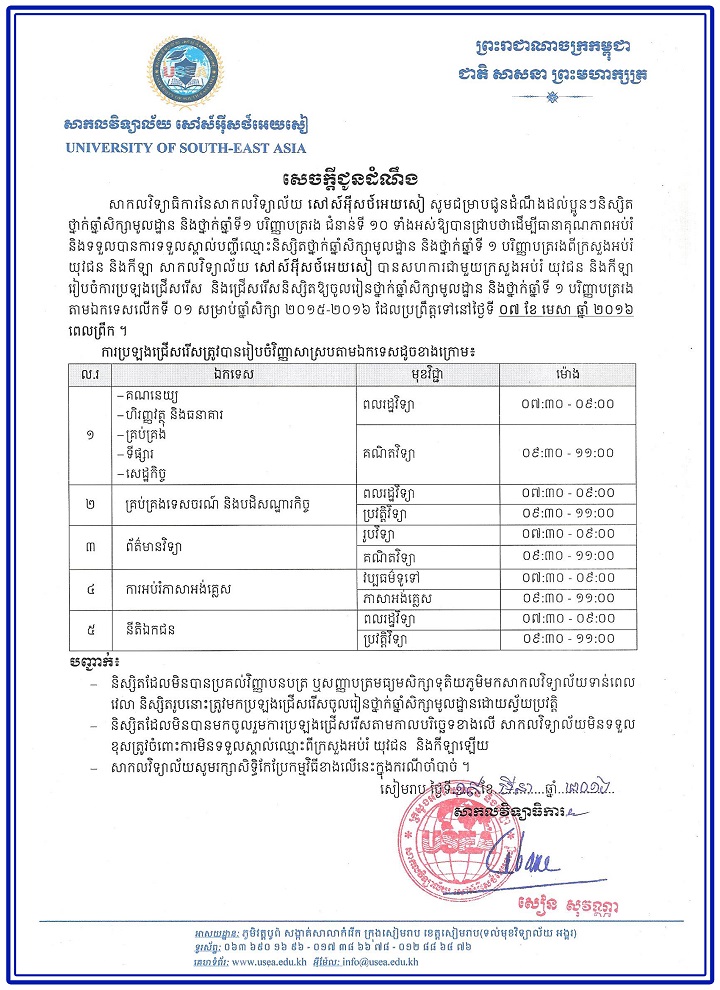 ព្រះរាជាណាចក្រកម្ពុជា
ជាតិ សាសនា ព្រះមហាក្សត្រ
សាកលវិទ្យាល័យ សៅស៍អ៊ីសថ៍អេយសៀ
UNIVERSITY OF SOUTH-EAST ASIA
សេចក្តីជូនដំណឹង
សាកលវិទ្យាធិការនៃសាកលវិទ្យាល័យ សៅស៍អ៊ីសថ៍អេយសៀ សូមជម្រាបជូនដំណឹងដល់ប្អូនៗនិស្សិត
ថ្នាក់ឆ្នាំសិក្សាមូលដ្ឋាន និងថ្នាក់ឆ្នាំទី១ បរិញ្ញាបត្ររង ជំនាន់ទី ១០ ទាំងអស់ឱ្យបានជ្រាបថាដើម្បីធានាគុណភាពអប់រំ
និងទទួលបានការទទួលស្គាល់បញ្ជីឈ្មោះនិស្សិតថ្នាក់ឆ្នាំសិក្សាមូលដ្ឋាន និងថ្នាក់ឆ្នាំទី ១ បរិញ្ញាបត្ររងពីក្រសួងអប់រំ
យុវជន និងកីឡា សាកលវិទ្យាល័យ សៅស៍អ៊ីសថ៍អេយសៀ បានសហការជាមួយក្រសួងអប់រំ យុវជន និងកីឡា
រៀបចំការប្រឡងជ្រើសរើស និងជ្រើសរើសនិស្សិតឱ្យចូលរៀនថ្នាក់ឆ្នាំសិក្សាមូលដ្ឋាន និងថ្នាក់ឆ្នាំទី ១ បរិញ្ញាបត្ររង
តាមឯកទេសលើកទី ០១ សម្រាប់ឆ្នាំសិក្សា ២០១៥-២០១៦ ដែលប្រព្រឹត្តទៅនៅថ្ងៃទី ០៧ ខែ មេសា ឆ្នាំ ២០១៦
ពេលព្រឹក ។
ការប្រឡងជ្រើសរើសត្រូវបានរៀបចំវិញ្ញាសាស្របតាមឯកទេសដូចខាងក្រោម៖
ល.រ ឯកទេស មុខវិជ្ជា ម៉ោង
១
-គណនេយ្យ
-ហិរញ្ញវត្ថុ និងធនាគារ
-គ្រប់គ្រង
-ទីផ្សារ
-សេដ្ឋកិច្ច
ពលរដ្ឋវិទ្យា ០៧:៣០ - ០៩:០០
គណិតវិទ្យា ០៩:៣០ - ១១:០០
២ គ្រប់គ្រងទេសចរណ៍ និងបដិសណ្ឋារកិច្ច
ពលរដ្ឋវិទ្យា ០៧:៣០ - ០៩:០០
ប្រវត្តិវិទ្យា ០៩:៣០ - ១១:០០
៣ ព័ត៌មានវិទ្យា
រូបវិទ្យា ០៧:៣០ - ០៩:០០
គណិតវិទ្យា ០៩:៣០ - ១១:០០
៤ ការអប់រំភាសាអង់គ្លេស
វប្បធម៌ទូទៅ ០៧:៣០ - ០៩:០០
ភាសាអង់គ្លេស ០៩:៣០ - ១១:០០
៥ នីតិឯកជន
ពលរដ្ឋវិទ្យា ០៧:៣០ - ០៩:០០
ប្រវត្តិវិទ្យា ០៩:៣០ - ១១:០០
បញ្ជាក់៖
– និស្សិតដែលមិនបានប្រគល់វិញ្ញាបនបត្រ ឬសញ្ញាបត្រមធ្យមសិក្សាទុតិយភូមិមកសាកលវិទ្យាល័យទាន់ពេល
វេលា និស្សិតរូបនោះត្រូវមកប្រឡងជ្រើសរើសចូលរៀនថ្នាក់ឆ្នាំសិក្សាមូលដ្ឋានដោយស្វ័យប្រវត្តិ
– និស្សិតដែលមិនបានមកចូលរួមការប្រឡងជ្រើសរើសតាមកាលបរិច្ឆេទខាងលើ សាកលវិទ្យាល័យមិនទទួល
ខុសត្រូវចំពោះការមិនទទួលស្គាល់ឈ្មោះពីក្រសួងអប់រំ យុវជន និងកីឡាឡើយ
– សាកលវិទ្យាល័យសូមរក្សាសិទ្ធិកែប្រែកម្មវិធីខាងលើនេះក្នុងករណីចាំបាច់ ។
សៀមរាប ថ្ងៃទី ១៩ ខែ មីនា ឆ្នាំ ២០១៦
សាកលវិទ្យាធិការ
USEA
សៀន សុវណ្ណា
អាសយដ្ឋាន: ភូមិវត្តបូព៌ សង្កាត់សាលាកំរើក ក្រុងសៀមរាប ខេត្តសៀមរាប(ទល់មុខវិទ្យាល័យ អង្គរ)
ទូរស័ព្ទ: ០៦៣ ៦៩០ ១៦ ៩៦ - ០១៧ ៣៨ ៦៦ ៧៨ - ០១២ ៨៨ ៦៨ ៧៦
គេហទំព័រ: www.usea.edu.kh អ៊ីម៉ែល: info@usea.edu.kh